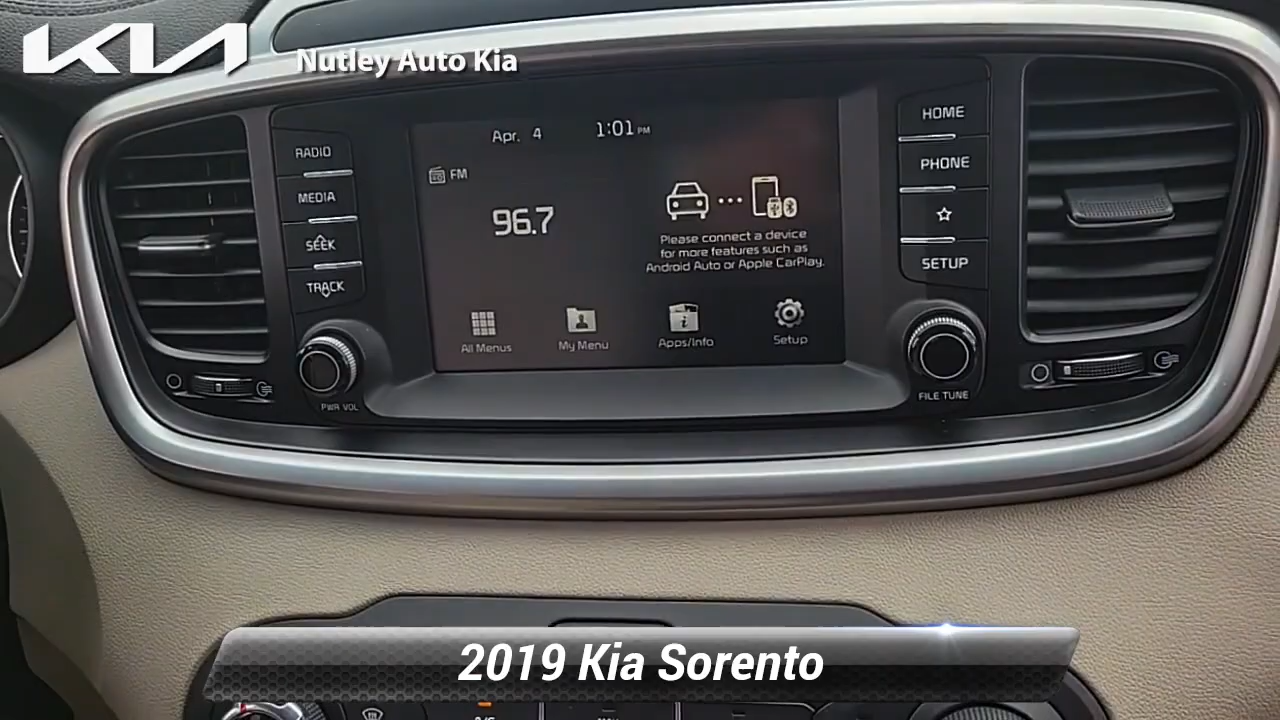 KIA
Nutley Auto Kia
Apr. 4 1:01 PM
FM
96.7
Please connect a device
for more features such as
Android Auto or Apple CarPlay.
All Menus
My Menu
Apps/Info
Setup
RADIO
MEDIA
SEEK
TRACK
PWR VOL
HOME
PHONE
SETUP
FILE TUNE
2019 Kia Sorento